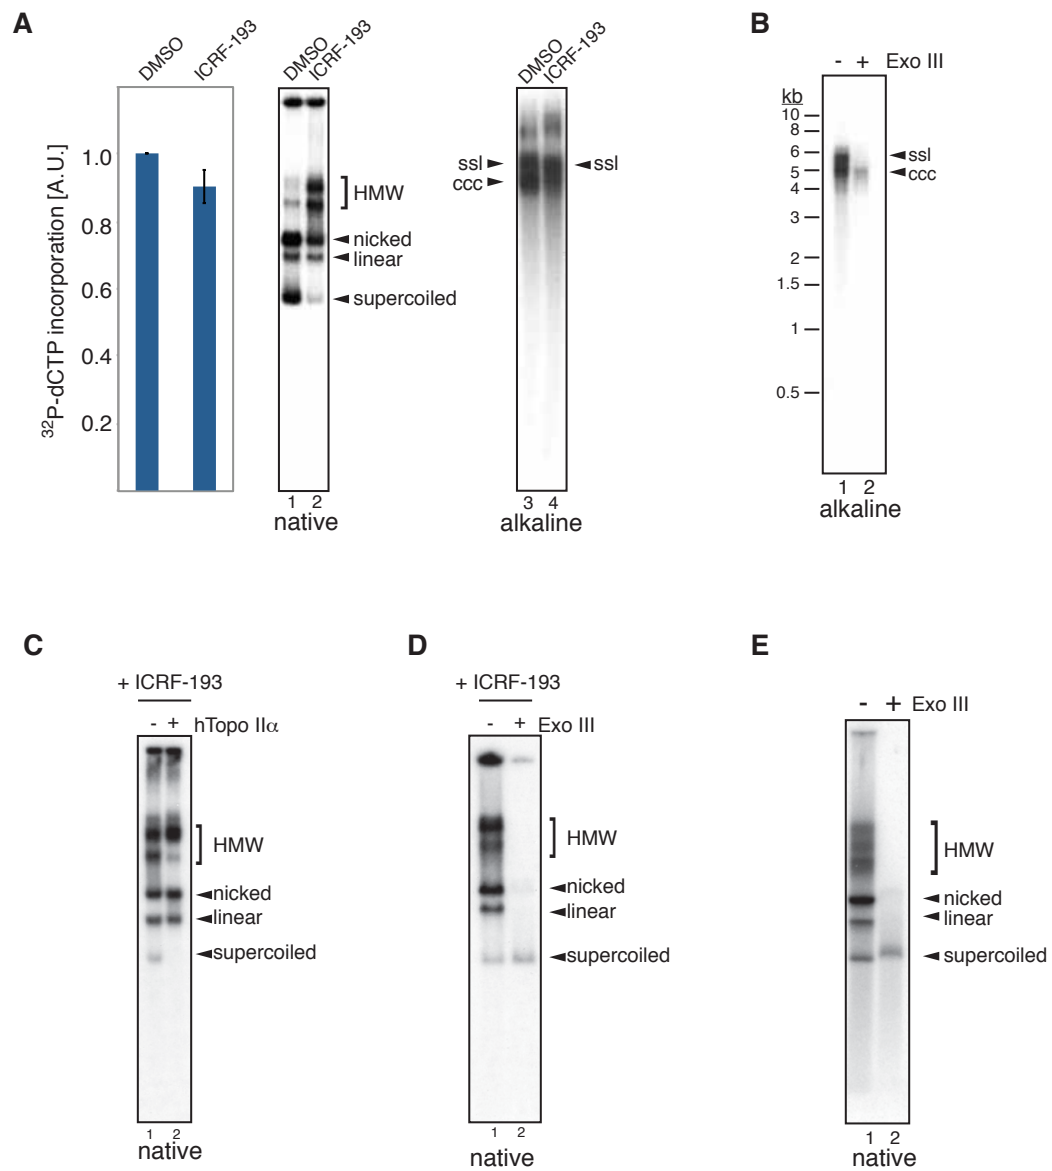 A
DMSO
ICRF-193
³²P-dCTP incorporation [A.U.]
1.0
0.8
0.6
0.4
0.2
DMSO
ICRF-193
HMW
nicked
linear
supercoiled
1 2
native
DMSO
ICRF-193
ssl
ccc
ssl
3 4
alkaline
B
- + Exo III
kb
10
8
6
5
4
3
2
1.5
1
0.5
ssl
ccc
1 2
alkaline
C
+ ICRF-193
- + hTopo IIα
HMW
nicked
linear
supercoiled
1 2
native
D
+ ICRF-193
- + Exo III
HMW
nicked
linear
supercoiled
1 2
native
E
- + Exo III
HMW
nicked
linear
supercoiled
1 2
native